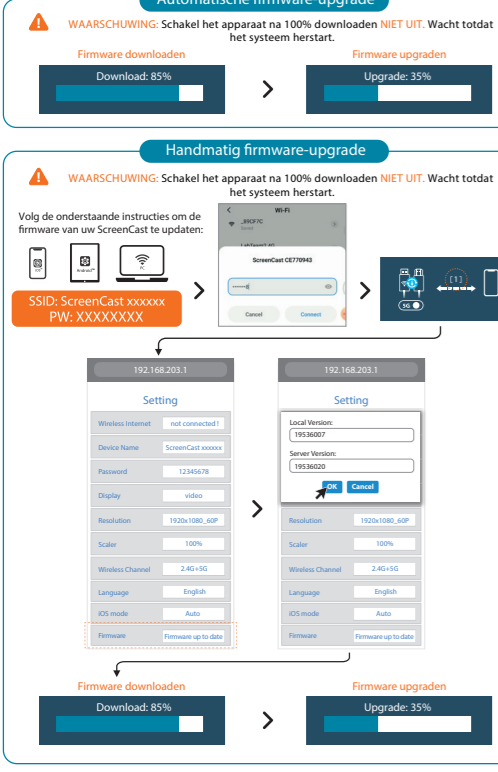 Automatische firmware-upgrade
WAARSCHUWING: Schakel het apparaat na 100% downloaden NIET UIT. Wacht totdat
het systeem herstart.
Firmware downloaden
Firmware upgraden
Download: 85%
Upgrade: 35%
Handmatig firmware-upgrade
WAARSCHUWING: Schakel het apparaat na 100% downloaden NIET UIT. Wacht totdat
het systeem herstart.
Volg de onderstaande instructies om de
firmware van uw ScreenCast te updaten:
iOS
Android™
PC
SSID: ScreenCast xxxxxx
PW: XXXXXXXX
Wi-Fi
ScreenCast CE770943
Cancel
Connect
5G
[1]
192.168.203.1
Setting
Wireless Internet
not connected !
Device Name
ScreenCast xxxxxx
Password
12345678
Display
video
Resolution
1920x1080_60P
Scaler
100%
Wireless Channel
2.4G+5G
Language
English
iOS mode
Auto
Firmware
Firmware up to date
192.168.203.1
Setting
Local Version:
19536007
Server Version:
19536020
OK
Cancel
Resolution
1920x1080_60P
Scaler
100%
Wireless Channel
2.4G+5G
Language
English
iOS mode
Auto
Firmware
Firmware up to date
Firmware downloaden
Firmware upgraden
Download: 85%
Upgrade: 35%